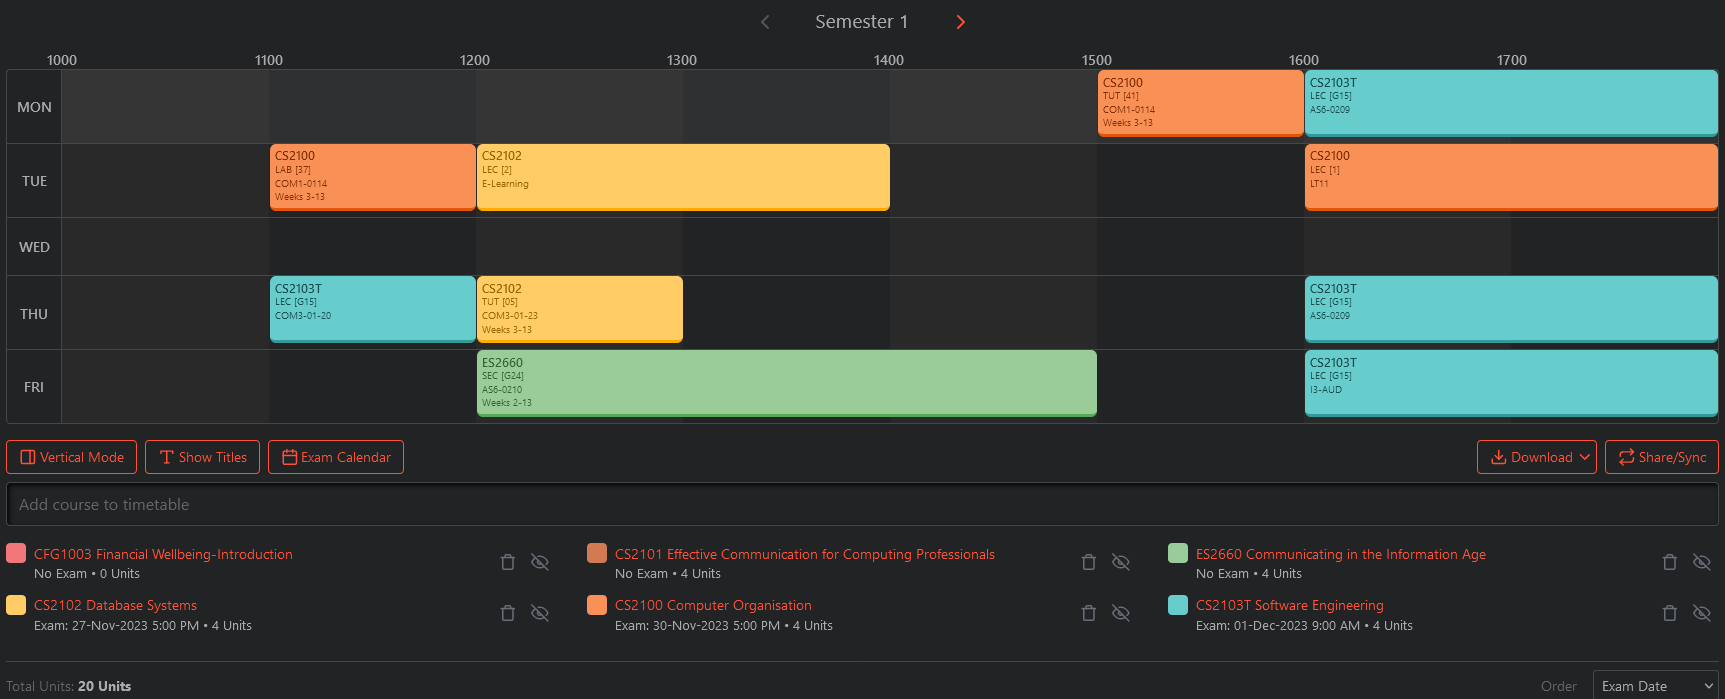 Semester 1
1000 1100 1200 1300 1400 1500 1600 1700
MON
CS2100
TUT [41]
COM1-0114
Weeks 3-13
CS2103T
LEC [G15]
AS6-0209
TUE
CS2100
LAB [37]
COM1-0114
Weeks 3-13
CS2102
LEC [2]
E-Learning
CS2100
LEC [1]
LT11
WED
THU
CS2103T
LEC [G15]
COM3-01-20
CS2102
TUT [05]
COM3-01-23
Weeks 3-13
CS2103T
LEC [G15]
AS6-0209
FRI
ES2660
SEC [G24]
AS6-0210
Weeks 2-13
CS2103T
LEC [G15]
I3-AUD
Vertical Mode
Show Titles
Exam Calendar
Download
Share/Sync
Add course to timetable
CFG1003 Financial Wellbeing-Introduction
No Exam • 0 Units
CS2101 Effective Communication for Computing Professionals
No Exam • 4 Units
ES2660 Communicating in the Information Age
No Exam • 4 Units
CS2102 Database Systems
Exam: 27-Nov-2023 5:00 PM • 4 Units
CS2100 Computer Organisation
Exam: 30-Nov-2023 5:00 PM • 4 Units
CS2103T Software Engineering
Exam: 01-Dec-2023 9:00 AM • 4 Units
Total Units: 20 Units
Order
Exam Date